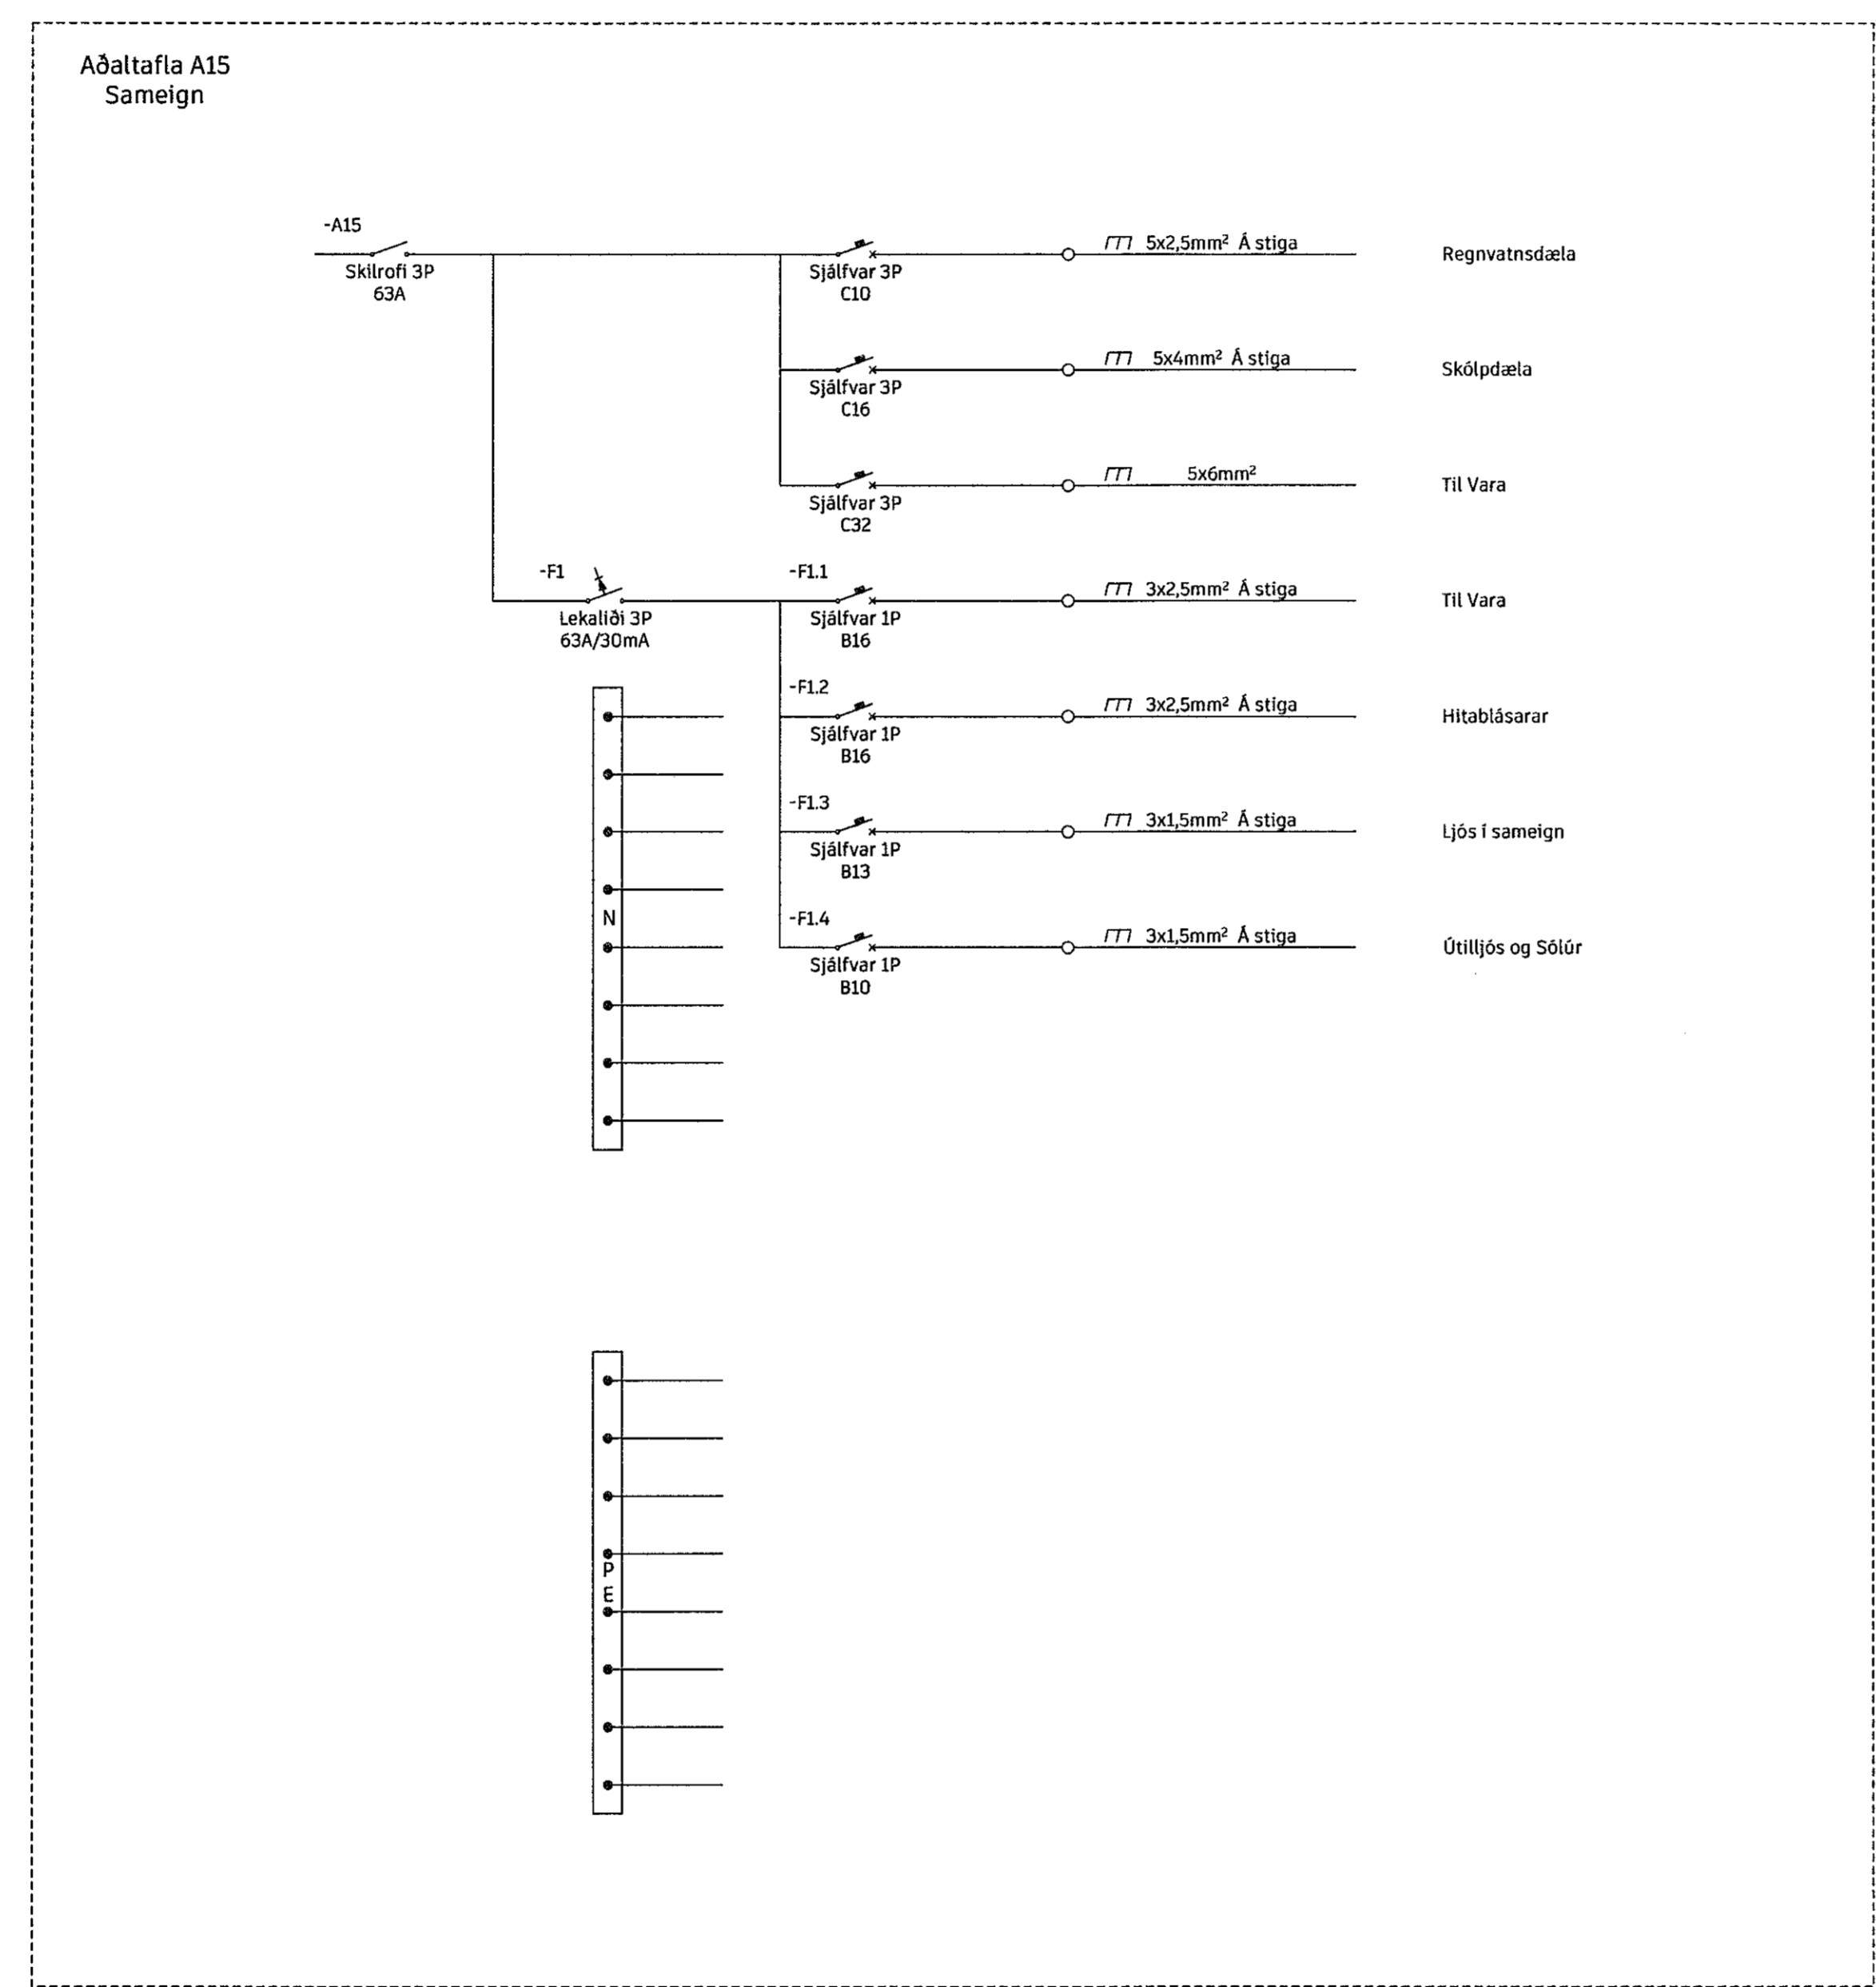 Aðaltafla A15
Sameign
-A15
Skilrofi 3P
63A
Sjálfvar 3P
C10
5x2,5mm² Á stiga
Regnvatnsdæla
Sjálfvar 3P
C16
5x4mm² Á stiga
Skólpdæla
Sjálfvar 3P
C32
5x6mm²
Til Vara
-F1
Lekaliði 3P
63A/30mA
-F1.1
Sjálfvar 1P
B16
3x2,5mm² Á stiga
Til Vara
-F1.2
Sjálfvar 1P
B16
3x2,5mm² Á stiga
Hitablásarar
-F1.3
Sjálfvar 1P
B13
3x1,5mm² Á stiga
Ljós í sameign
-F1.4
Sjálfvar 1P
B10
3x1,5mm² Á stiga
Útilljós og Sólúr
N
P
E